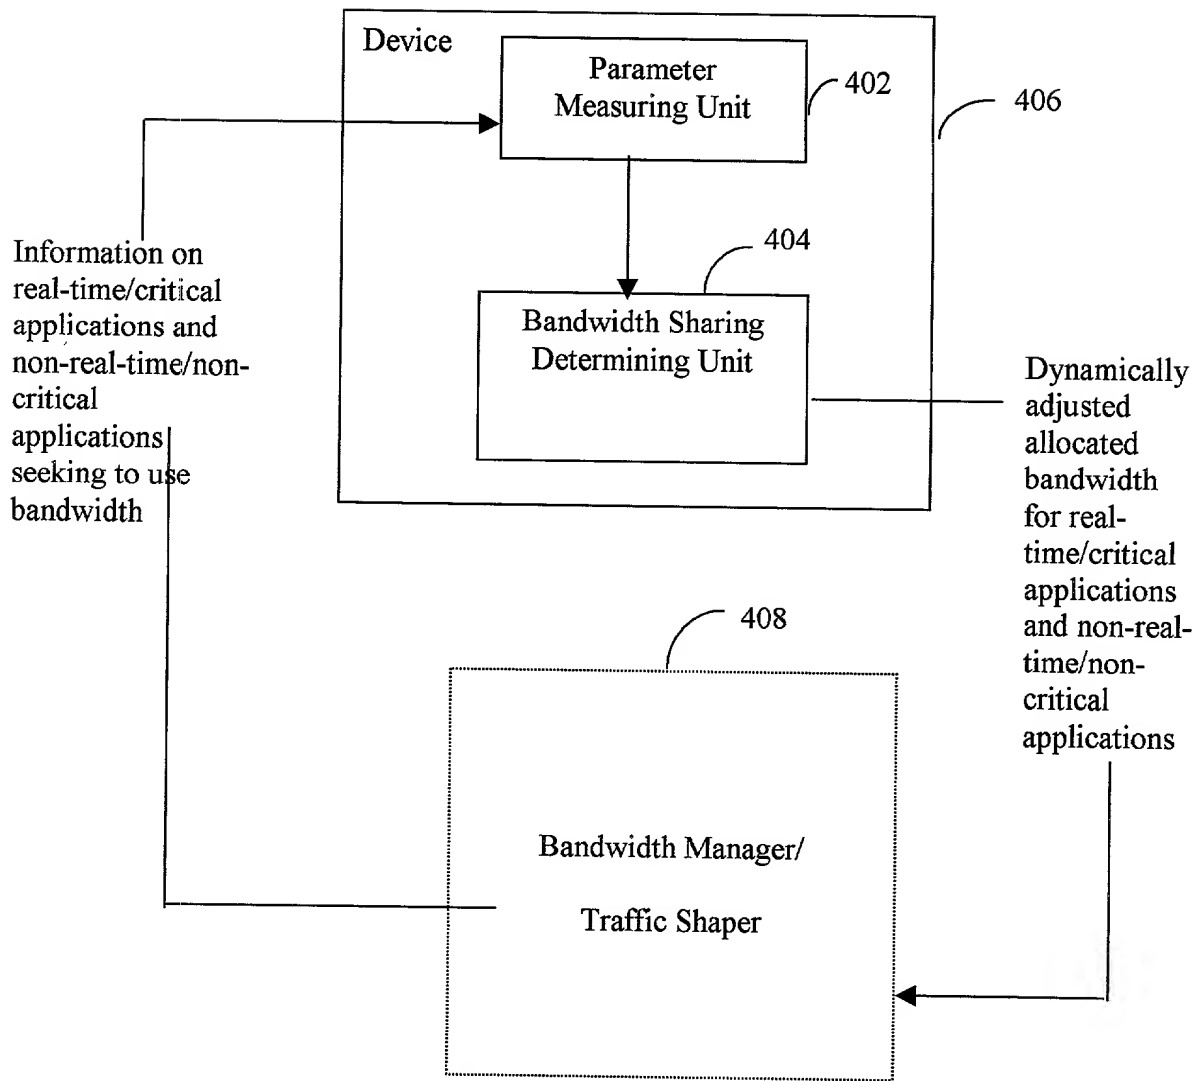 Device
Parameter
Measuring Unit
402
406
Information on
real-time/critical
applications and
non-real-time/non-
critical
applications
seeking to use
bandwidth
404
Bandwidth Sharing
Determining Unit
Dynamically
adjusted
allocated
bandwidth
for real-
time/critical
applications
and non-real-
time/non-
critical
applications
408
Bandwidth Manager/
Traffic Shaper